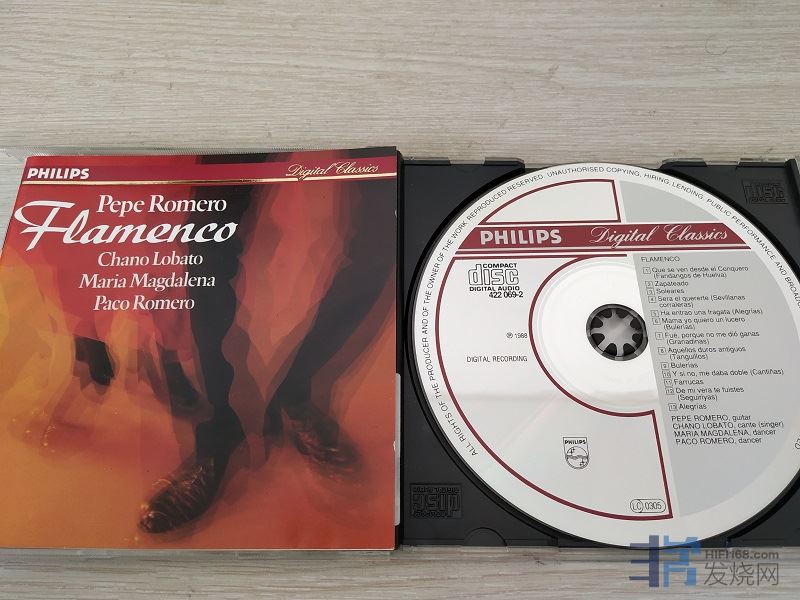 PHILIPS
Digital Classics
Pepe Romero
Flamenco
Chano Lobato
Maria Magdalena
Paco Romero
ALL RIGHTS OF THE PRODUCER AND OF THE OWNER OF THE WORK REPRODUCED RESERVED. UNAUTHORISED COPYING, HIRING, LENDING, PUBLIC PERFORMANCE AND
PHILIPS Digital Classics
COMPACT
disc
DIGITAL AUDIO
422 069-2
℗ 1988
DIGITAL RECORDING
FLAMENCO
1 Que se ven desde el Conquero
(Fandangos de Huelva)
2 Zapateado
3 Soleares
4 Sera el quererte (Sevillanas
corraleras)
5 Ha entrao una fragata (Alegrías)
6 Mama yo quiero un lucero
(Bulerías)
7 Fué, porque no me dió ganas
(Granadinas)
8 Aquellos duros antiguos
(Tanguillos)
9 Bulerias
10 Y si no, me daba doble (Cantiñas)
11 Farrucas
12 De mi vera te fuistes
(Seguiriyas)
13 Alegrias
PEPE ROMERO, guitar
CHANO LOBATO, cante (singer)
MARIA MAGDALENA, dancer
PACO ROMERO, dancer
PHILIPS
LC 0305
HIFI168.com
发烧网